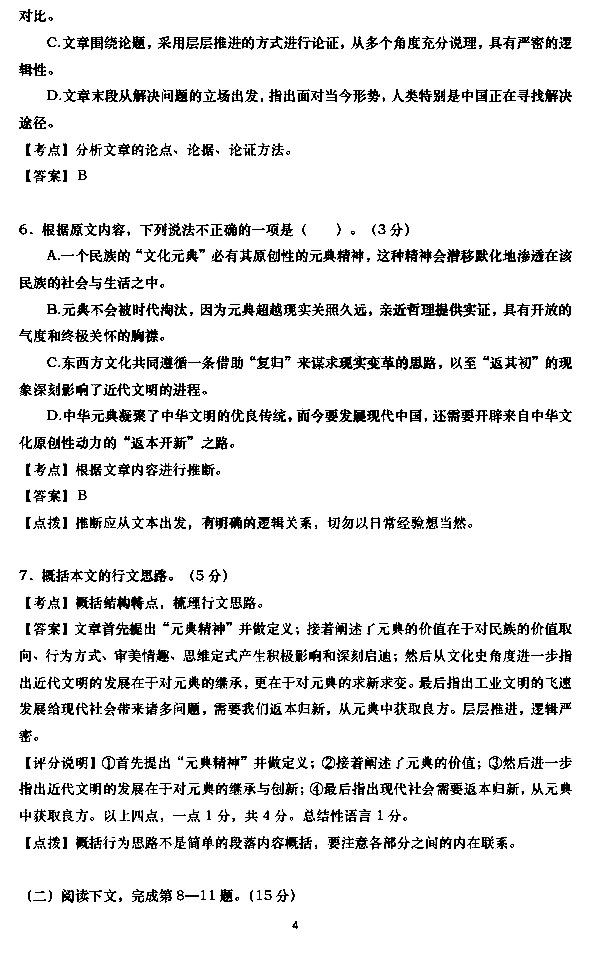 对比。
C.文章围绕论题，采用层层推进的方式进行论证，从多个角度充分说理，具有严密的逻
辑性。
D.文章末段从解决问题的立场出发，指出面对当今形势，人类特别是中国正在寻找解决
途径。
【考点】分析文章的论点、论据、论证方法。
【答案】B
6．根据原文内容，下列说法不正确的一项是（　　）。（3 分）
A.一个民族的“文化元典”必有其原创性的元典精神，这种精神会潜移默化地渗透在该
民族的社会与生活之中。
B.元典不会被时代淘汰，因为元典超越现实关照久远，亲近哲理提供实证，具有开放的
气度和终极关怀的胸襟。
C.东西方文化共同遵循一条借助“复归”来谋求现实变革的思路，以至“返其初”的现
象深刻影响了近代文明的进程。
D.中华元典凝聚了中华文明的优良传统，而今要发展现代中国，还需要开辟来自中华文
化原创性动力的“返本开新”之路。
【考点】根据文章内容进行推断。
【答案】B
【点拨】推断应从文本出发，有明确的逻辑关系，切勿以日常经验想当然。
7．概括本文的行文思路。（5 分）
【考点】概括结构特点，梳理行文思路。
【答案】文章首先提出“元典精神”并做定义；接着阐述了元典的价值在于对民族的价值取
向、行为方式、审美情趣、思维定式产生积极影响和深刻启迪；然后从文化史角度进一步指
出近代文明的发展在于对元典的继承，更在于对元典的求新求变。最后指出工业文明的飞速
发展给现代社会带来诸多问题，需要我们返本归新，从元典中获取良方。层层推进，逻辑严
密。
【评分说明】①首先提出“元典精神”并做定义；②接着阐述了元典的价值；③然后进一步
指出近代文明的发展在于对元典的继承与创新；④最后指出现代社会需要返本归新，从元典
中获取良方。以上四点，一点 1 分，共 4 分。总结性语言 1 分。
【点拨】概括行为思路不是简单的段落内容概括，要注意各部分之间的内在联系。
（二）阅读下文，完成第 8—11 题。（15 分）
4